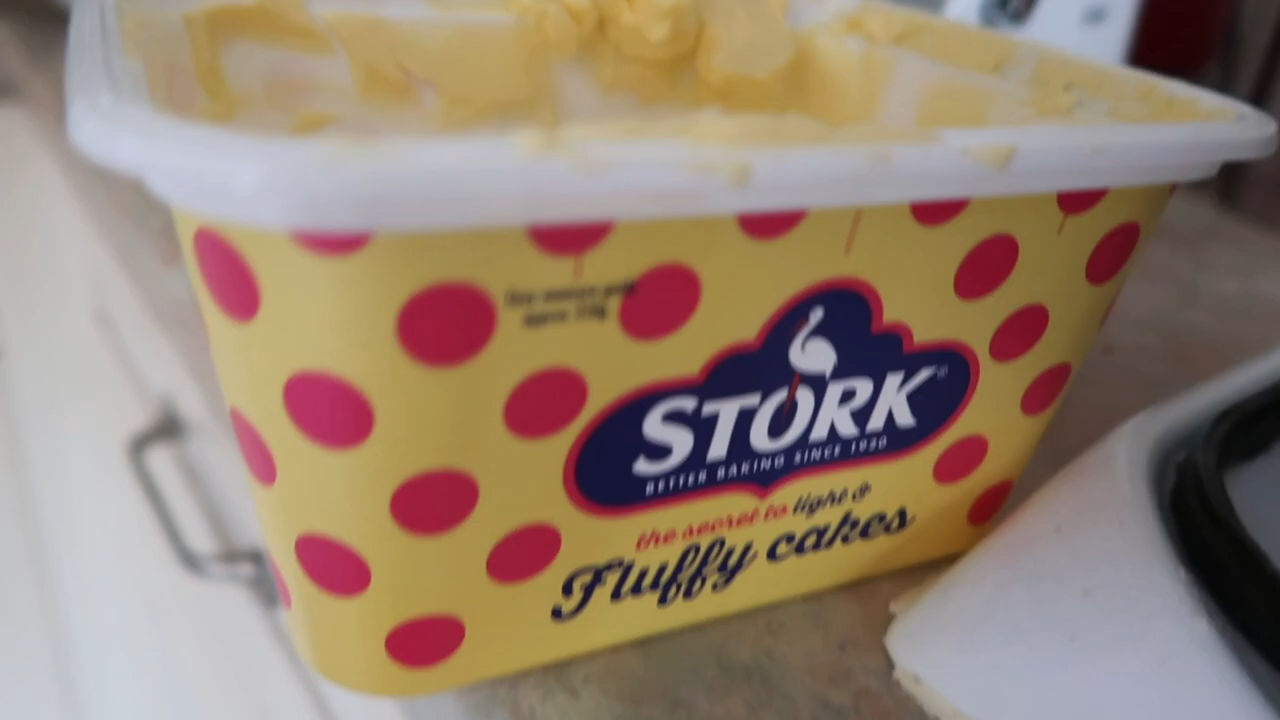 STORK
BETTER BAKING SINCE 1920
the secret to light &
Fluffy cakes